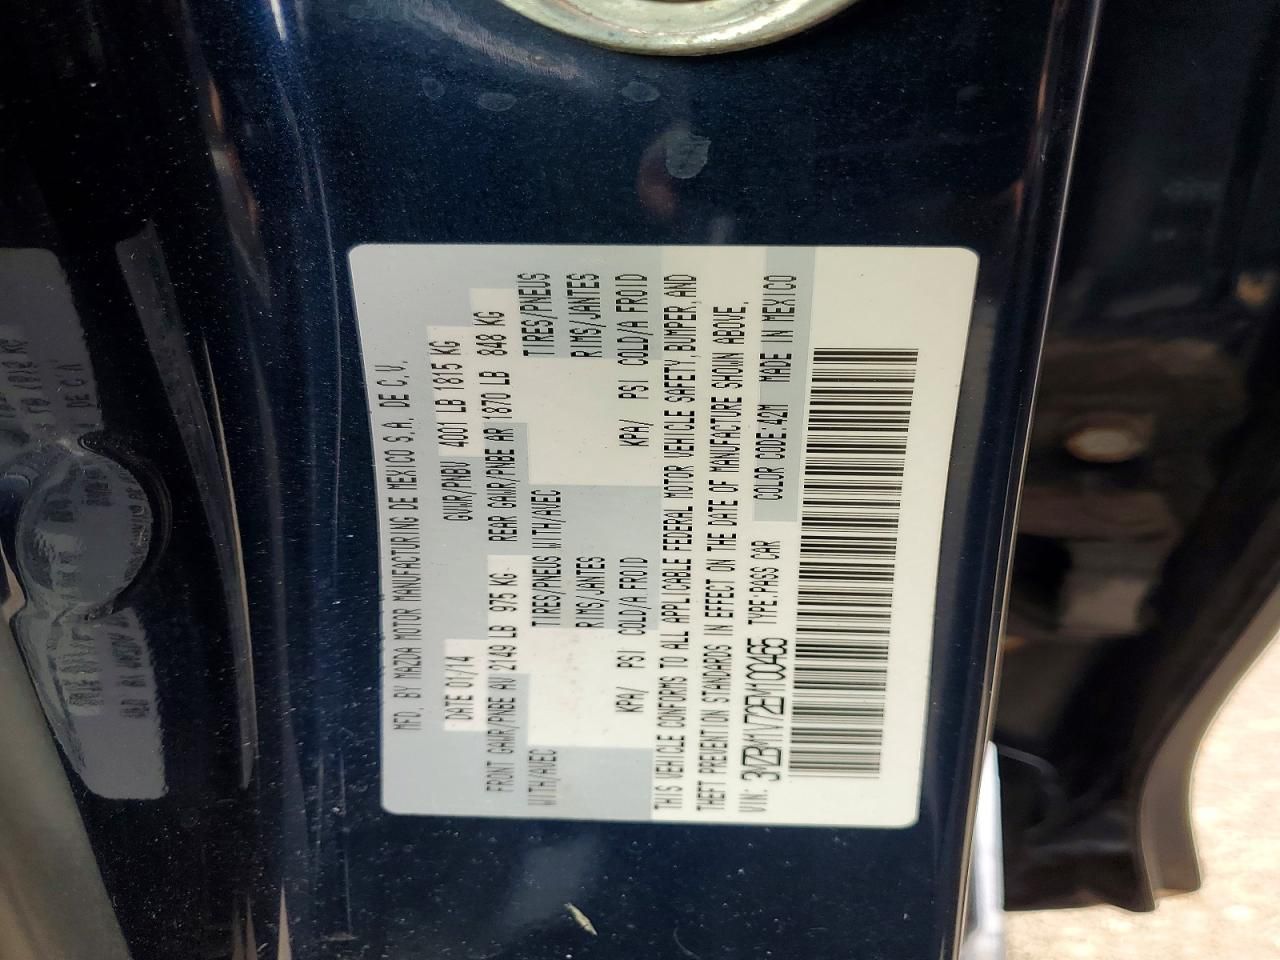 MFD. BY MAZDA MOTOR MANUFACTURING DE MEXICO S.A. DE C.V.
DATE 01/14 GVWR/PNBV 4001 LB 1815 KG
FRONT GAWR/PNBE AV 2149 LB 975 KG REAR GAWR/PNBE AR 1870 LB 848 KG
WITH/AVEC TIRES/PNEUS WITH/AVEC TIRES/PNEUS
RIMS/JANTES RIMS/JANTES
KPA/ PSI COLD/A FROID KPA/ PSI COLD/A FROID
THIS VEHICLE CONFORMS TO ALL APPLICABLE FEDERAL MOTOR VEHICLE SAFETY, BUMPER, AND
THEFT PREVENTION STANDARDS IN EFFECT ON THE DATE OF MANUFACTURE SHOWN ABOVE.
VIN: 3MZBM1V72EM100465 TYPE:PASS CAR COLOR CODE:42M MADE IN MEXICO